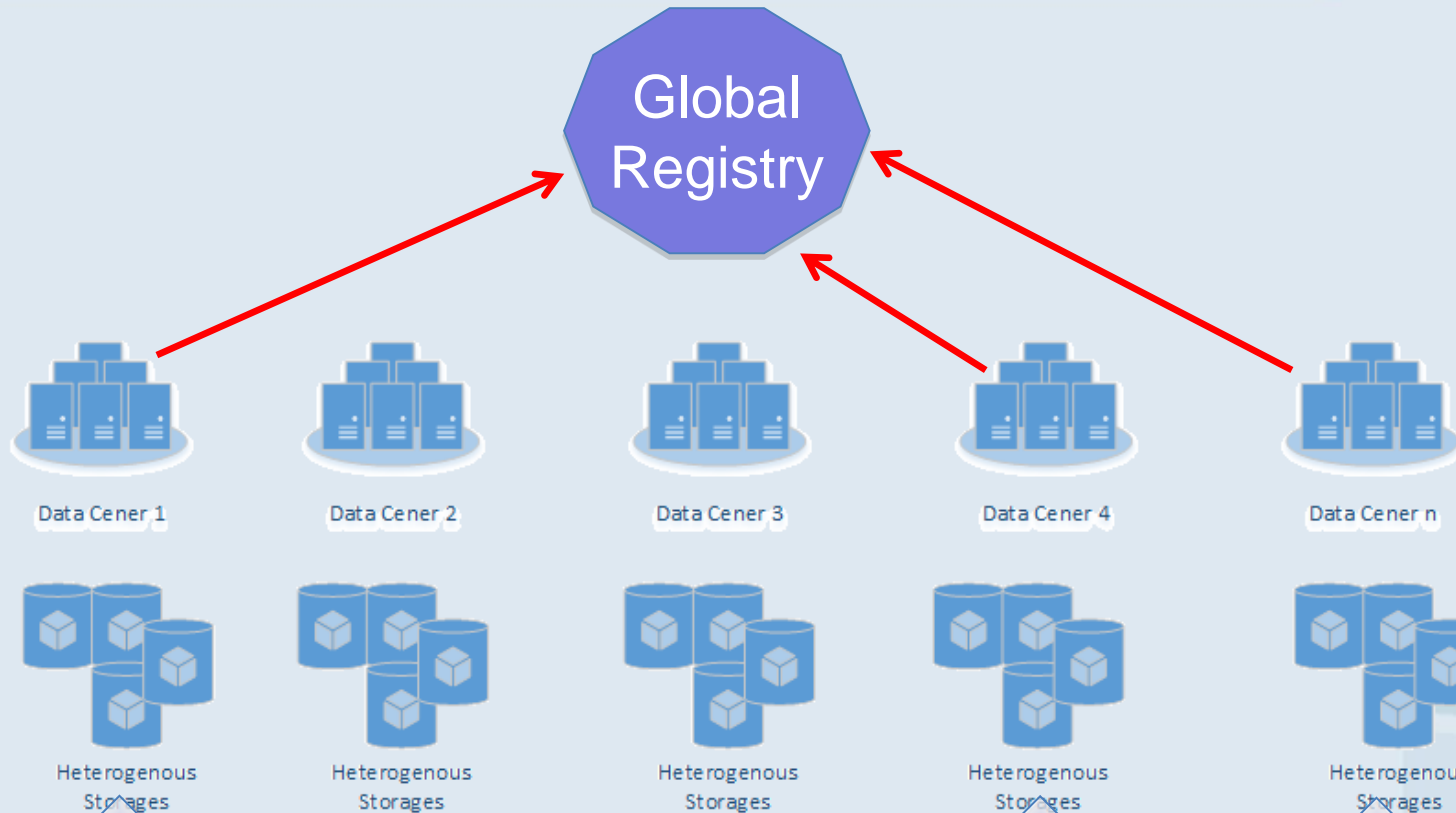 Global
Registry
Data Cener 1
Data Cener 2
Data Cener 3
Data Cener 4
Data Cener n
Heterogenous
Storages
Heterogenous
Storages
Heterogenous
Storages
Heterogenous
Storages
Heterogenou
Storages